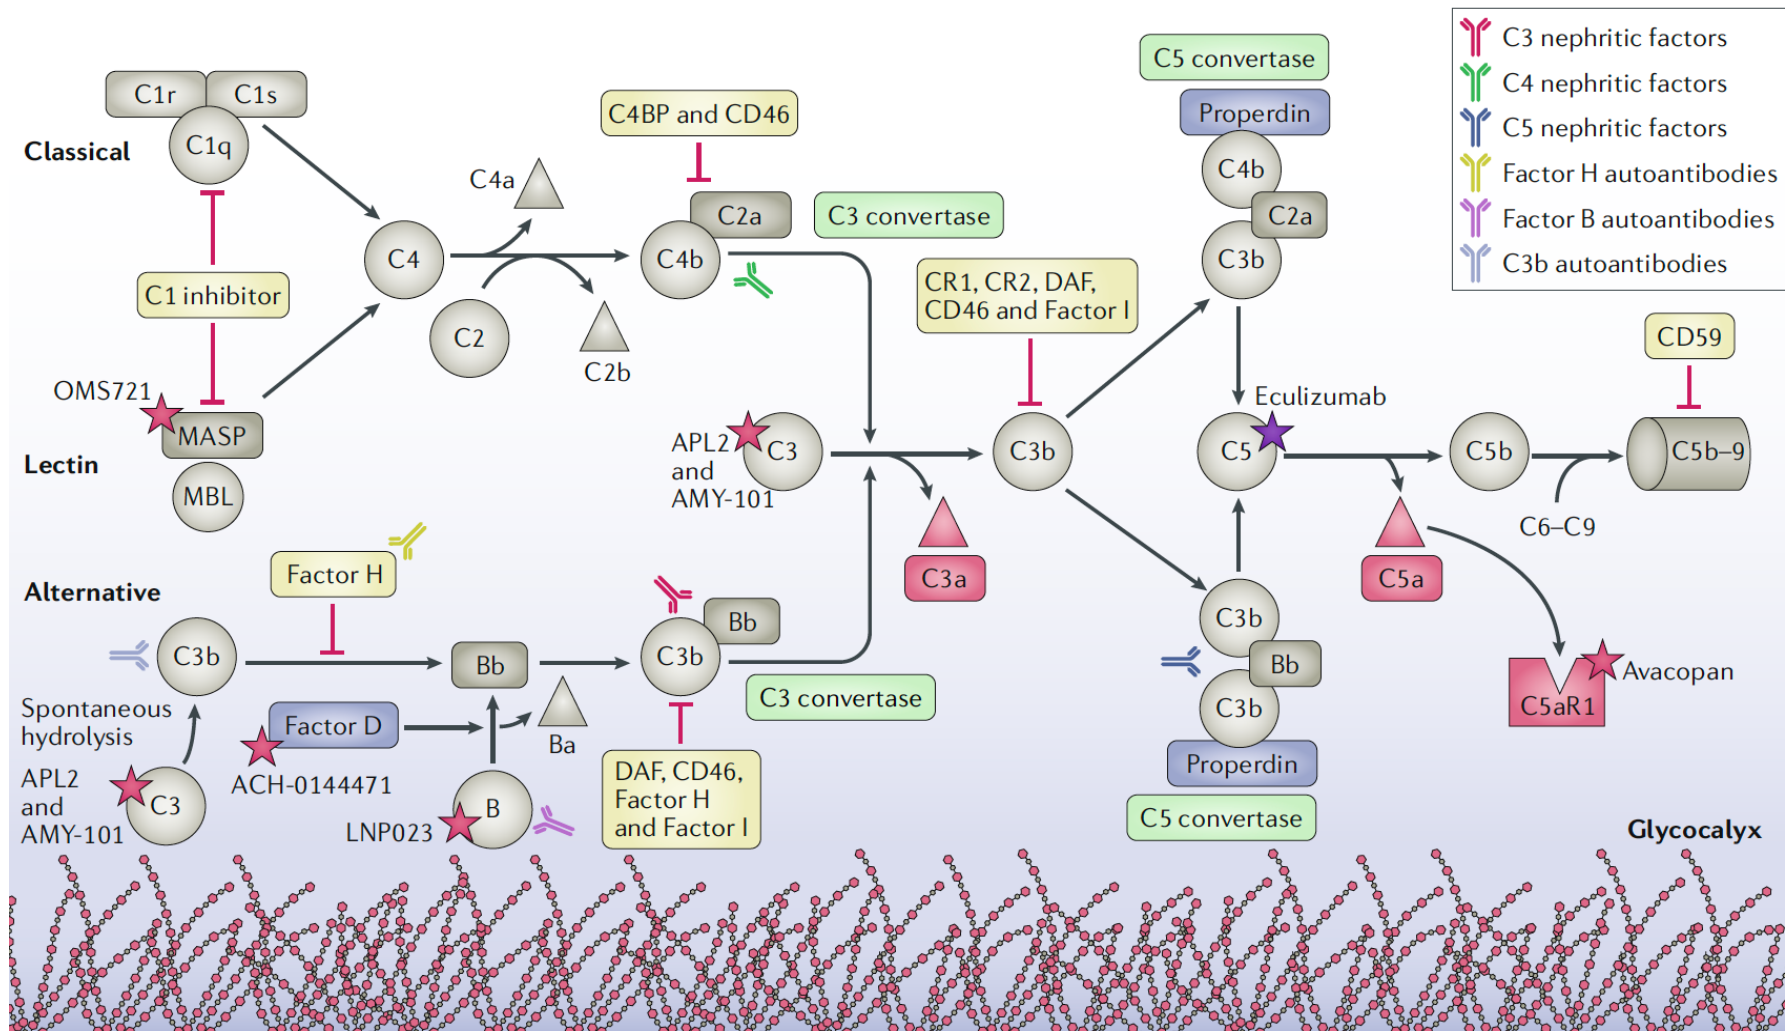 C3 nephritic factors
C4 nephritic factors
C5 nephritic factors
Factor H autoantibodies
Factor B autoantibodies
C3b autoantibodies
Classical
C1r
C1s
C1q
C1 inhibitor
OMS721
MASP
Lectin
MBL
C4
C4a
C2
C2b
C4BP and CD46
C2a
C4b
C3 convertase
CR1, CR2, DAF,
CD46 and Factor I
APL2
and
AMY-101
C3
C3b
C3a
C5 convertase
Properdin
C4b
C2a
C3b
Eculizumab
C5
C5b
CD59
C5b–9
C6–C9
C5a
C5aR1
Avacopan
Alternative
Factor H
C3b
Spontaneous
hydrolysis
APL2
and
AMY-101
C3
Factor D
ACH-0144471
Bb
Ba
B
LNP023
Bb
C3b
C3 convertase
DAF, CD46,
Factor H
and Factor I
C3b
Bb
C3b
Properdin
C5 convertase
Glycocalyx